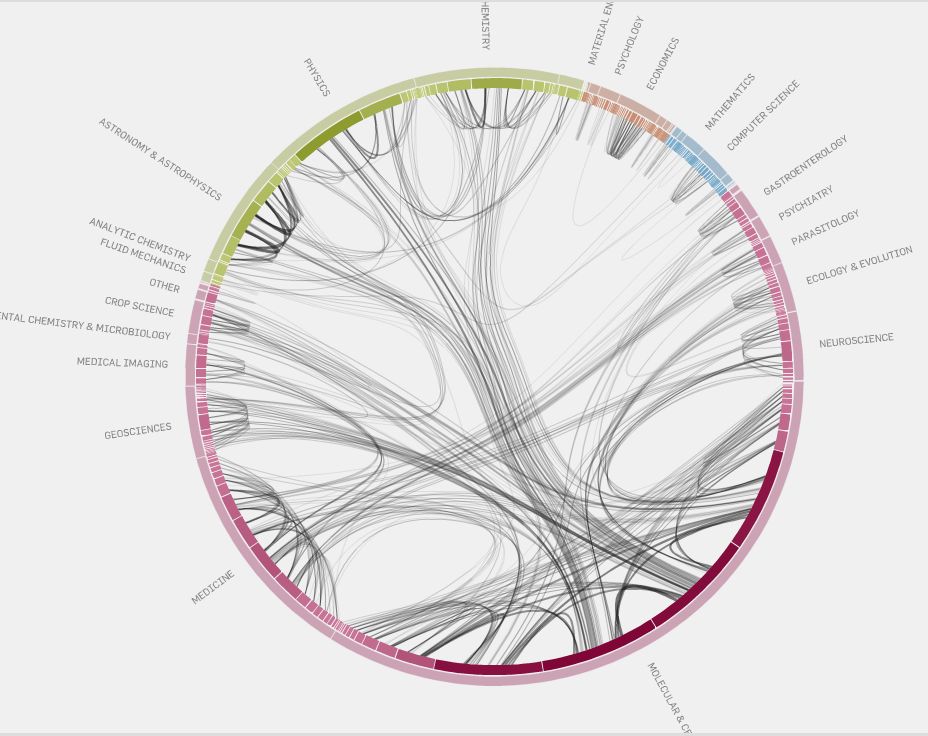 HEMISTRY
MATERIAL EN
PSYCHOLOGY
ECONOMICS
MATHEMATICS
COMPUTER SCIENCE
GASTROENTEROLOGY
PSYCHIATRY
PARASITOLOGY
ECOLOGY & EVOLUTION
NEUROSCIENCE
MOLECULAR & CE
MEDICINE
GEOSCIENCES
MEDICAL IMAGING
NTAL CHEMISTRY & MICROBIOLOGY
CROP SCIENCE
OTHER
FLUID MECHANICS
ANALYTIC CHEMISTRY
ASTRONOMY & ASTROPHYSICS
PHYSICS